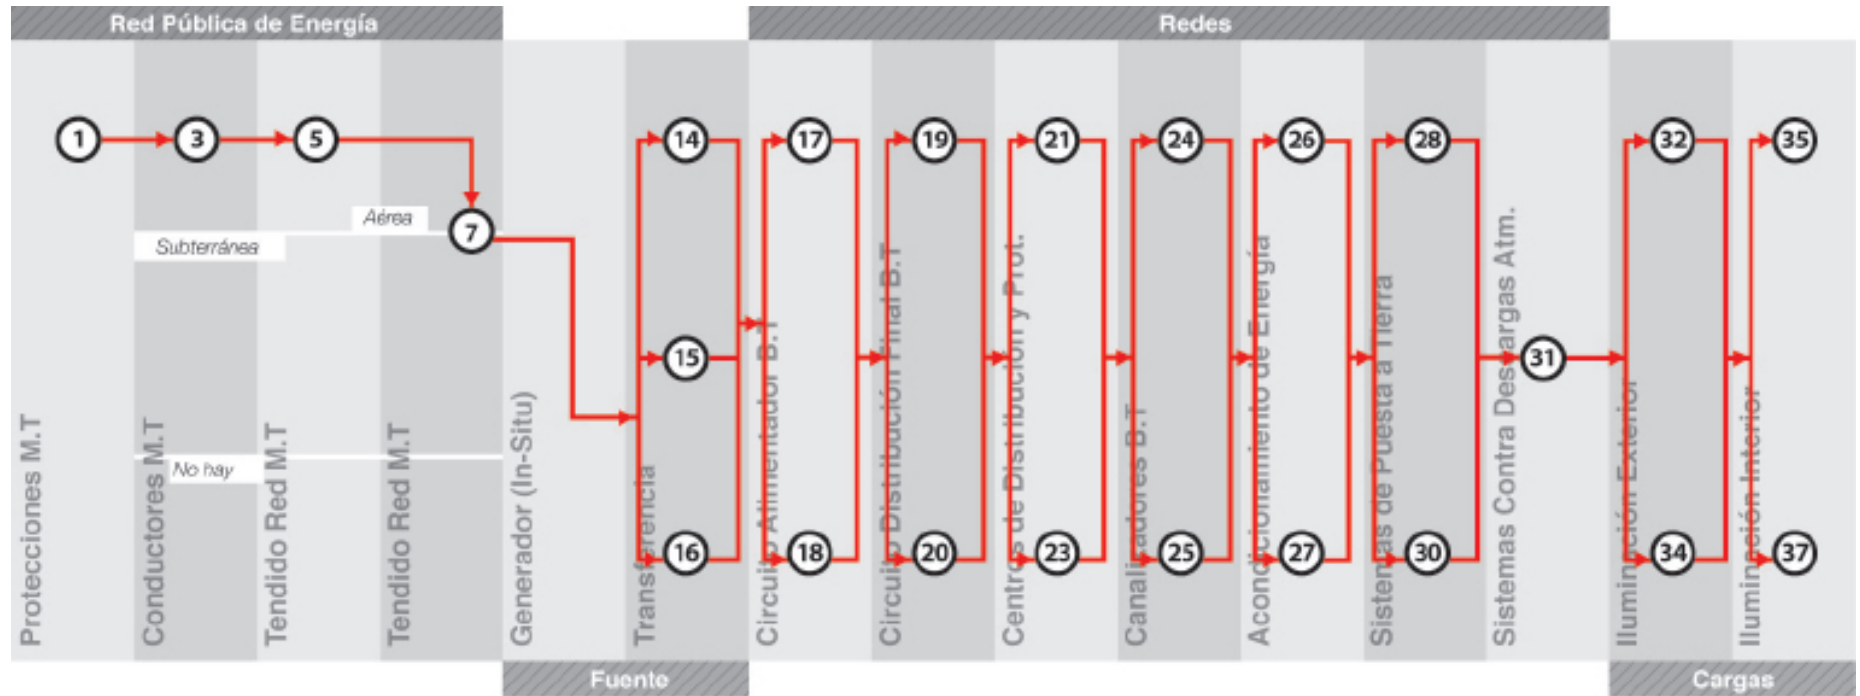 Red Pública de Energía
Redes
1
3
5
7
14
15
16
17
18
19
20
21
23
24
25
26
27
28
30
31
32
34
35
37
Aérea
Subterránea
No hay
Protecciones M.T
Conductores M.T
Tendido Red M.T
Tendido Red M.T
Generador (In-Situ)
Transferencia
Circuito Alimentador B.T
Circuito Distribución Final B.T
Centros de Distribución y Prot.
Canalizadores B.T
Acondicionamiento de Energía
Sistemas de Puesta a Tierra
Sistemas Contra Descargas Atm.
Iluminación Exterior
Iluminación Interior
Fuente
Cargas